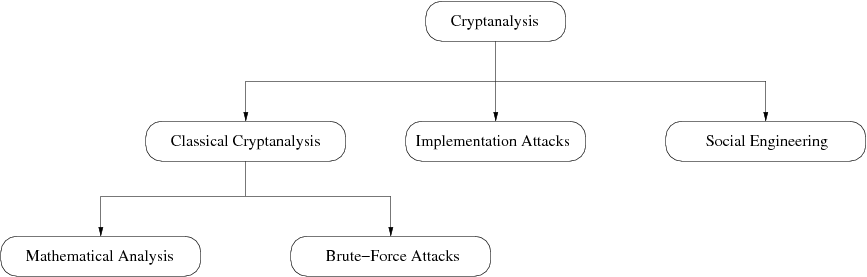 Cryptanalysis
Classical Cryptanalysis
Implementation Attacks
Social Engineering
Mathematical Analysis
Brute−Force Attacks